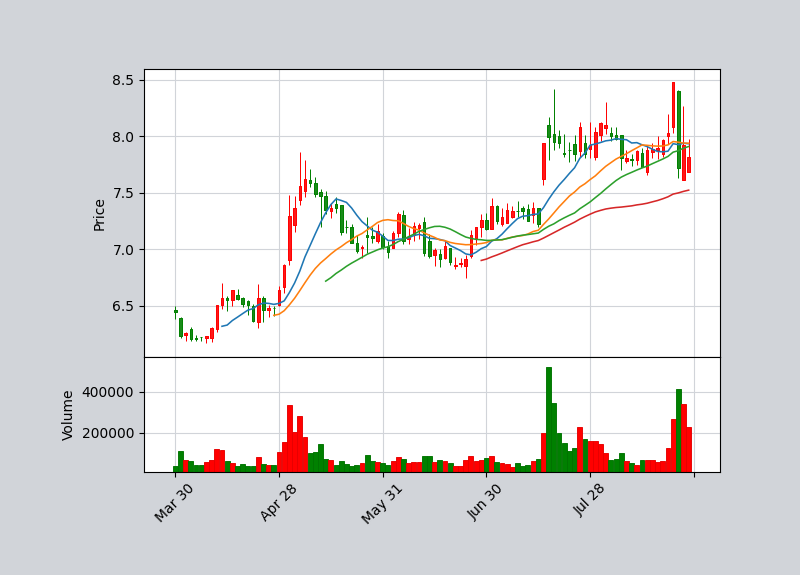 8.5
8.0
7.5
7.0
6.5
Price
400000
200000
Volume
Mar 30
Apr 28
May 31
Jun 30
Jul 28